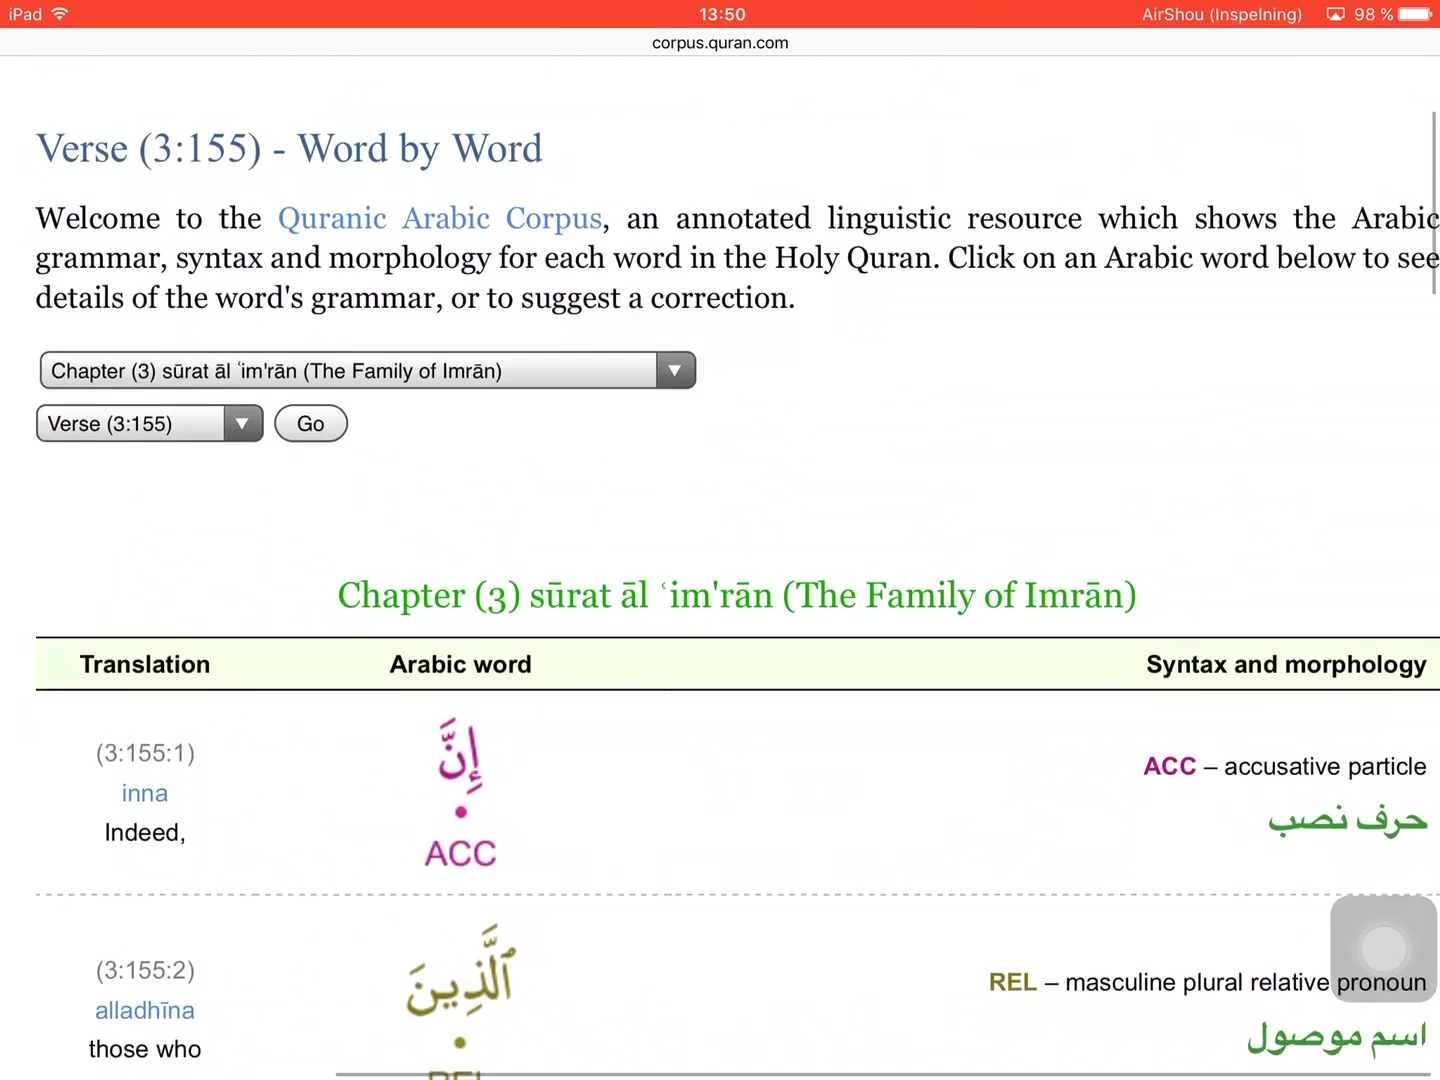 iPad 13:50 AirShou (Inspelning) 98 %
corpus.quran.com
Verse (3:155) - Word by Word
Welcome to the Quranic Arabic Corpus, an annotated linguistic resource which shows the Arabic
grammar, syntax and morphology for each word in the Holy Quran. Click on an Arabic word below to see
details of the word's grammar, or to suggest a correction.
Chapter (3) sūrat āl ʿim'rān (The Family of Imrān)
Verse (3:155) Go
Chapter (3) sūrat āl ʿim'rān (The Family of Imrān)
Translation Arabic word Syntax and morphology
(3:155:1)
inna
Indeed,
إِنَّ
ACC
ACC – accusative particle
حرف نصب
(3:155:2)
alladhīna
those who
ٱلَّذِينَ
REL
REL – masculine plural relative pronoun
اسم موصول